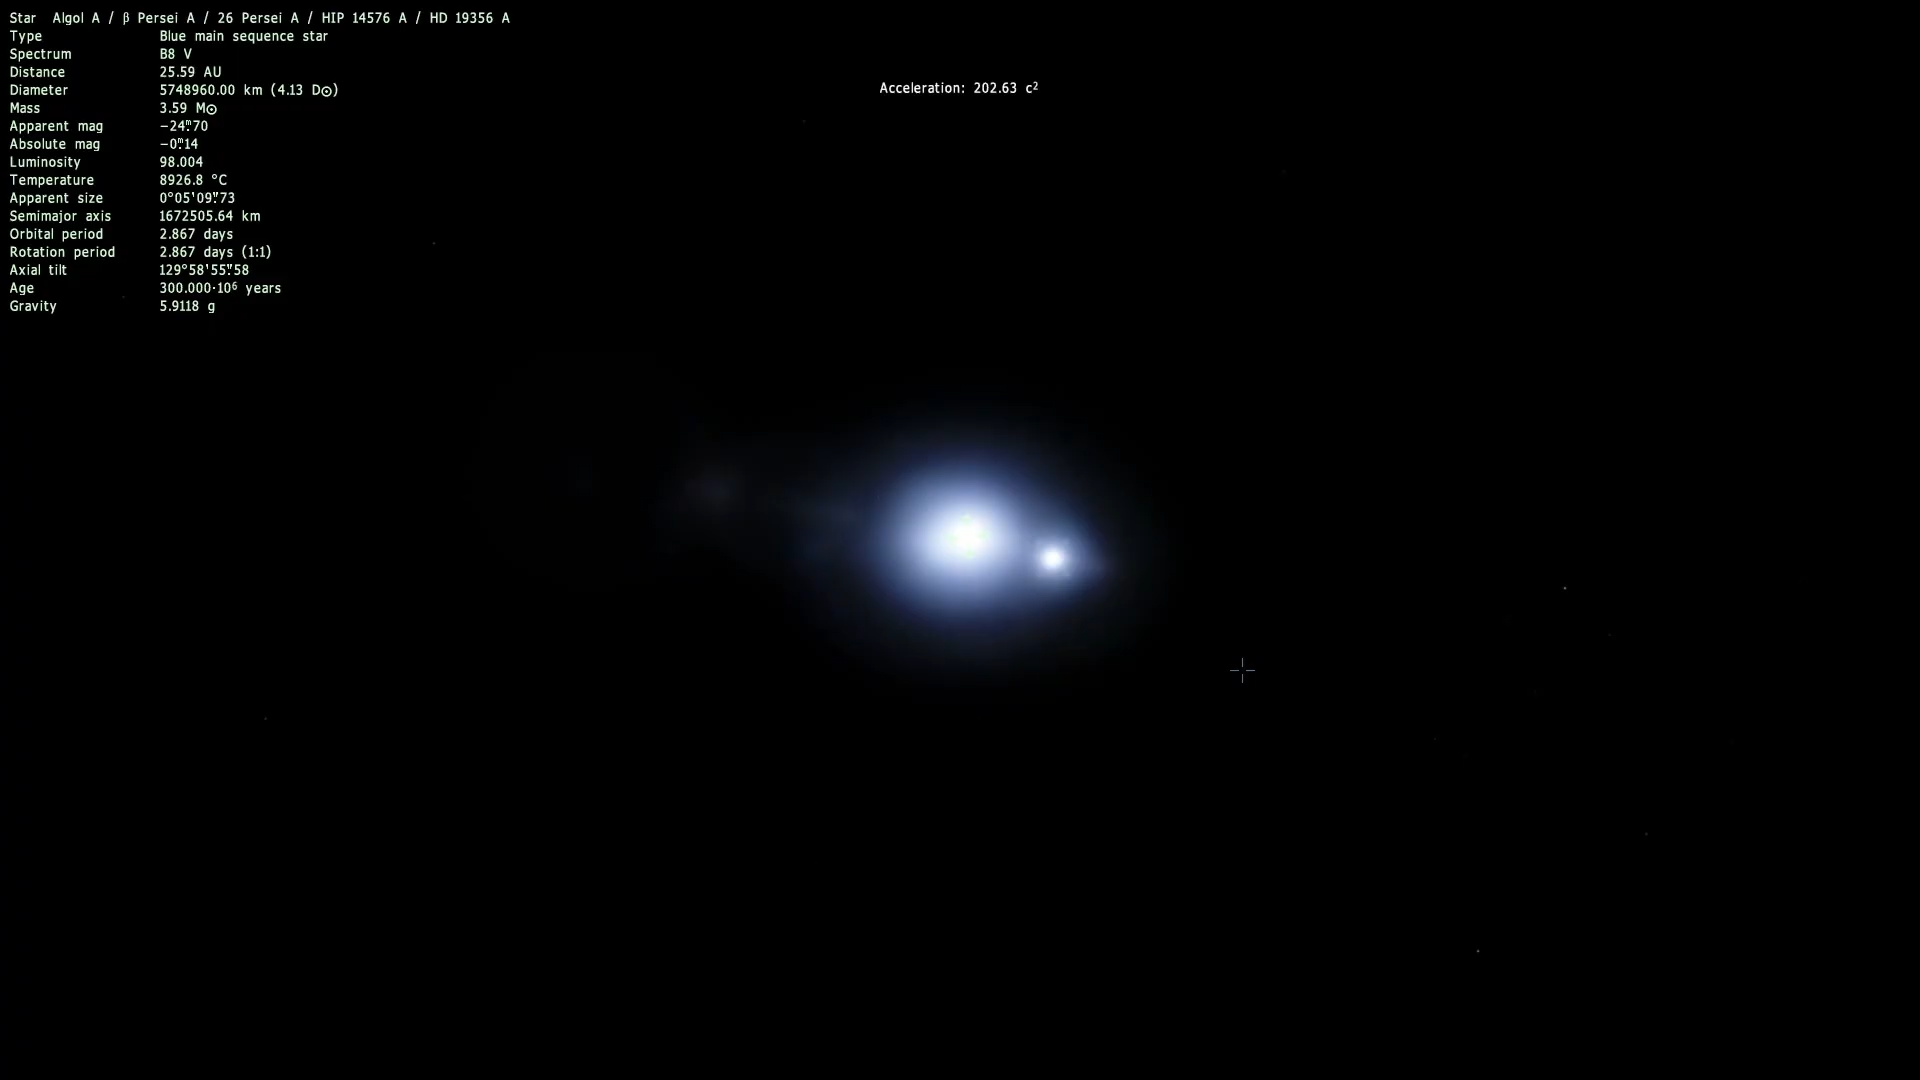 Star Algol A / β Persei A / 26 Persei A / HIP 14576 A / HD 19356 A
Type Blue main sequence star
Spectrum B8 V
Distance 25.59 AU
Acceleration: 202.63 c²
Diameter 5748960.00 km (4.13 D☉)
Mass 3.59 M☉
Apparent mag −24ᵐ.70
Absolute mag −0ᵐ.14
Luminosity 98.004
Temperature 8926.8 °C
Apparent size 0°05'09".73
Semimajor axis 1672505.64 km
Orbital period 2.867 days
Rotation period 2.867 days (1:1)
Axial tilt 129°58'55".58
Age 300.000·10⁶ years
Gravity 5.9118 g